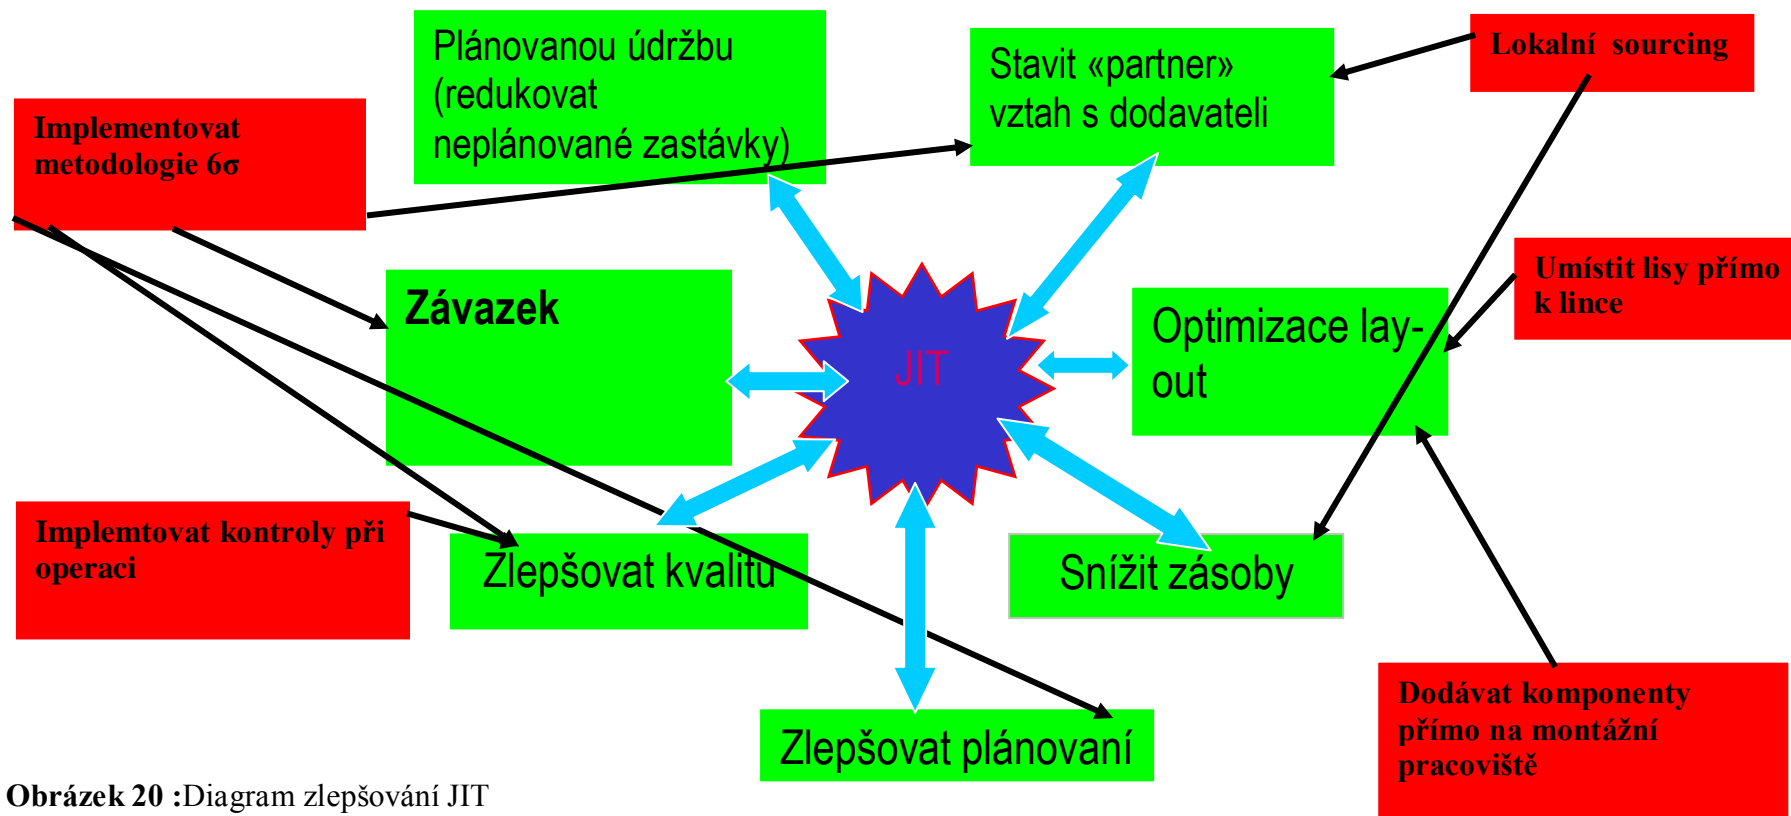 Plánovanou údržbu
(redukovat
neplánované zastávky)
Stavit «partner»
vztah s dodavateli
Lokalní sourcing
Implementovat
metodologie 6σ
Umístit lisy přímo
k lince
Závazek
JIT
Optimizace lay-
out
Implemtovat kontroly při
operaci
Zlepšovat kvalitu
Snížit zásoby
Dodávat komponenty
přímo na montážní
pracoviště
Zlepšovat plánovaní
Obrázek 20 :Diagram zlepšování JIT